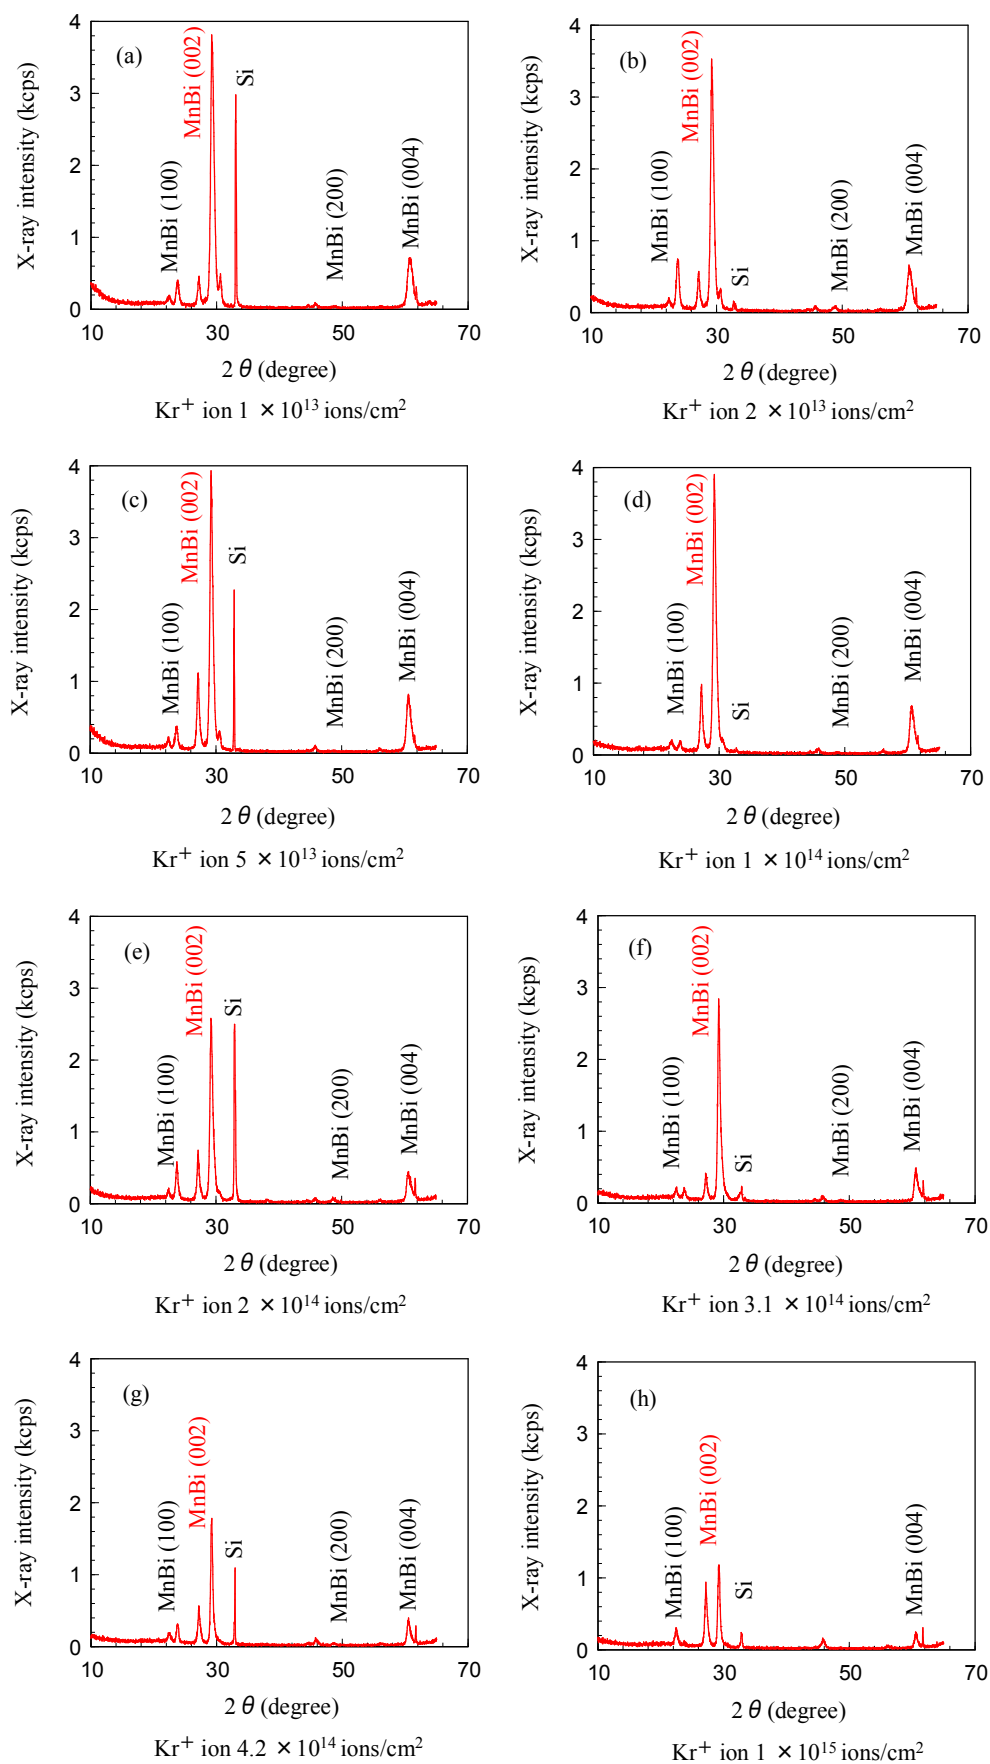 (a)
X-ray intensity (kcps)
4
3
2
1
0
MnBi (100)
MnBi (002)
Si
MnBi (200)
MnBi (004)
10 30 50 70
2 θ (degree)
Kr⁺ ion 1 × 10¹³ ions/cm²
(b)
X-ray intensity (kcps)
4
3
2
1
0
MnBi (100)
MnBi (002)
Si
MnBi (200)
MnBi (004)
10 30 50 70
2 θ (degree)
Kr⁺ ion 2 × 10¹³ ions/cm²
(c)
X-ray intensity (kcps)
4
3
2
1
0
MnBi (100)
MnBi (002)
Si
MnBi (200)
MnBi (004)
10 30 50 70
2 θ (degree)
Kr⁺ ion 5 × 10¹³ ions/cm²
(d)
X-ray intensity (kcps)
4
3
2
1
0
MnBi (100)
MnBi (002)
Si
MnBi (200)
MnBi (004)
10 30 50 70
2 θ (degree)
Kr⁺ ion 1 × 10¹⁴ ions/cm²
(e)
X-ray intensity (kcps)
4
3
2
1
0
MnBi (100)
MnBi (002)
Si
MnBi (200)
MnBi (004)
10 30 50 70
2 θ (degree)
Kr⁺ ion 2 × 10¹⁴ ions/cm²
(f)
X-ray intensity (kcps)
4
3
2
1
0
MnBi (100)
MnBi (002)
Si
MnBi (200)
MnBi (004)
10 30 50 70
2 θ (degree)
Kr⁺ ion 3.1 × 10¹⁴ ions/cm²
(g)
X-ray intensity (kcps)
4
3
2
1
0
MnBi (100)
MnBi (002)
Si
MnBi (200)
MnBi (004)
10 30 50 70
2 θ (degree)
Kr⁺ ion 4.2 × 10¹⁴ ions/cm²
(h)
X-ray intensity (kcps)
4
3
2
1
0
MnBi (100)
MnBi (002)
Si
MnBi (004)
10 30 50 70
2 θ (degree)
Kr⁺ ion 1 × 10¹⁵ ions/cm²